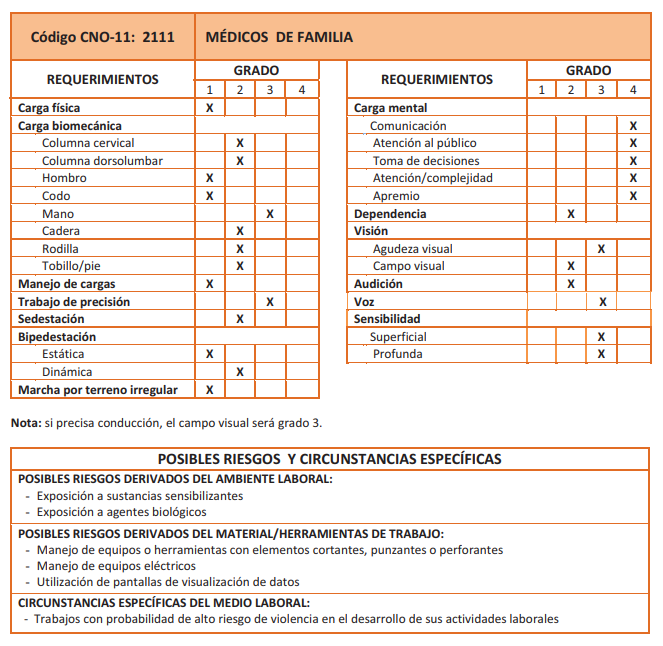 Código CNO-11: 2111 MÉDICOS DE FAMILIA
REQUERIMIENTOS GRADO
1 2 3 4
Carga física X
Carga biomecánica
Columna cervical X
Columna dorsolumbar X
Hombro X
Codo X
Mano X
Cadera X
Rodilla X
Tobillo/pie X
Manejo de cargas X
Trabajo de precisión X
Sedestación X
Bipedestación
Estática X
Dinámica X
Marcha por terreno irregular X
REQUERIMIENTOS GRADO
1 2 3 4
Carga mental
Comunicación X
Atención al público X
Toma de decisiones X
Atención/complejidad X
Apremio X
Dependencia X
Visión
Agudeza visual X
Campo visual X
Audición X
Voz X
Sensibilidad
Superficial X
Profunda X
Nota: si precisa conducción, el campo visual será grado 3.
POSIBLES RIESGOS Y CIRCUNSTANCIAS ESPECÍFICAS
POSIBLES RIESGOS DERIVADOS DEL AMBIENTE LABORAL:
- Exposición a sustancias sensibilizantes
- Exposición a agentes biológicos
POSIBLES RIESGOS DERIVADOS DEL MATERIAL/HERRAMIENTAS DE TRABAJO:
- Manejo de equipos o herramientas con elementos cortantes, punzantes o perforantes
- Manejo de equipos eléctricos
- Utilización de pantallas de visualización de datos
CIRCUNSTANCIAS ESPECÍFICAS DEL MEDIO LABORAL:
- Trabajos con probabilidad de alto riesgo de violencia en el desarrollo de sus actividades laborales